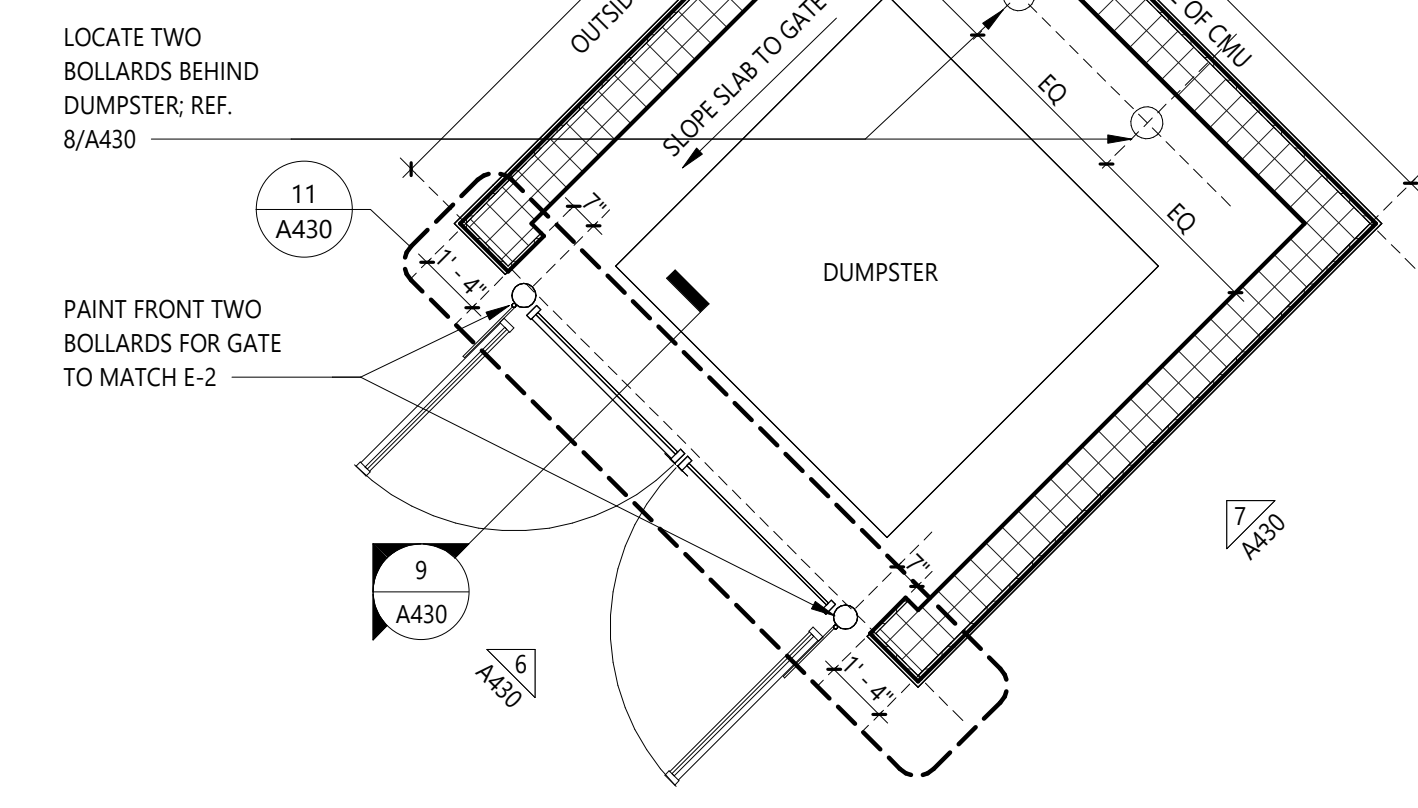 LOCATE TWO
BOLLARDS BEHIND
DUMPSTER; REF.
8/A430
OUTSID
SLOPE SLAB TO GATE
OF CMU
EQ
EQ
11
A430
7"
1' - 4"
DUMPSTER
PAINT FRONT TWO
BOLLARDS FOR GATE
TO MATCH E-2
9
A430
6
A430
7
A430
7"
1' - 4"